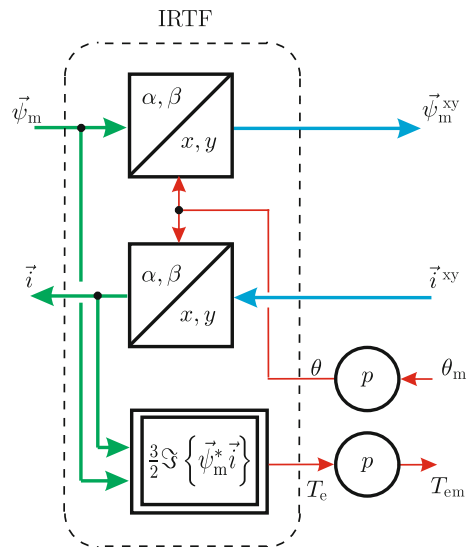 IRTF
α, β
x, y
ψ⃗ₘ
ψ⃗ₘ^xy
α, β
x, y
i⃗
i⃗^xy
θ
p
θₘ
3/2 ℑ { ψ⃗ₘ* i⃗ }
Tₑ
p
Tₑₘ